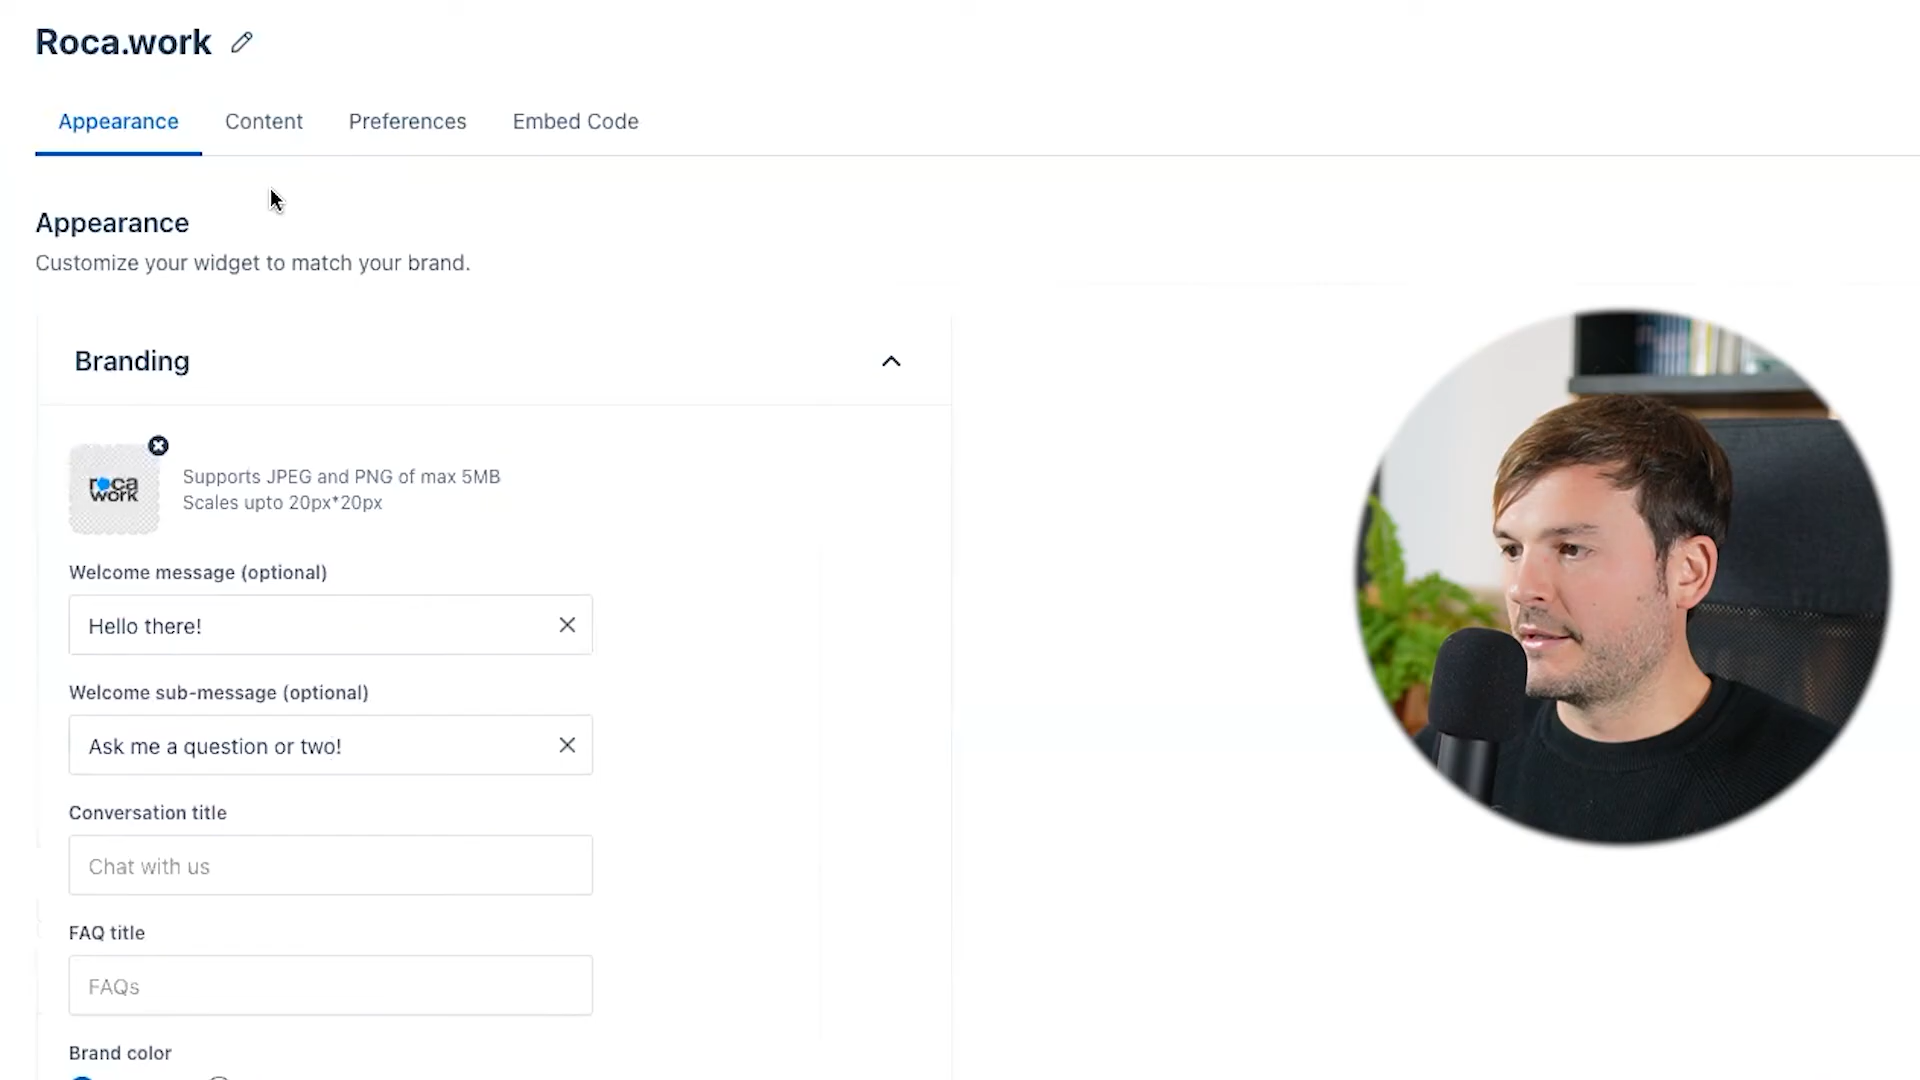 Roca.work
Appearance
Content
Preferences
Embed Code
Appearance
Customize your widget to match your brand.
Branding
roca
work
Supports JPEG and PNG of max 5MB
Scales upto 20px*20px
Welcome message (optional)
Hello there!
Welcome sub-message (optional)
Ask me a question or two!
Conversation title
Chat with us
FAQ title
FAQs
Brand color